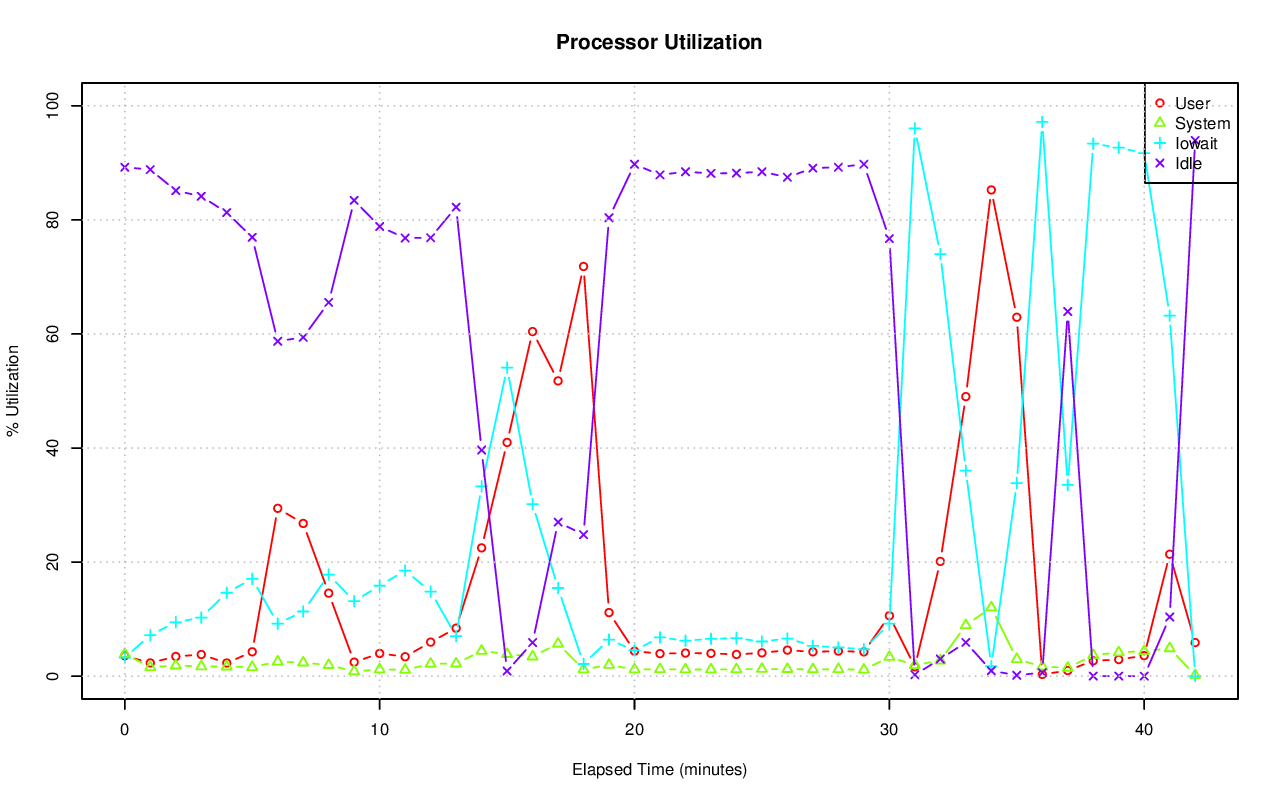 Processor Utilization
% Utilization
100
80
60
40
20
0
User
System
Iowait
Idle
0 10 20 30 40
Elapsed Time (minutes)